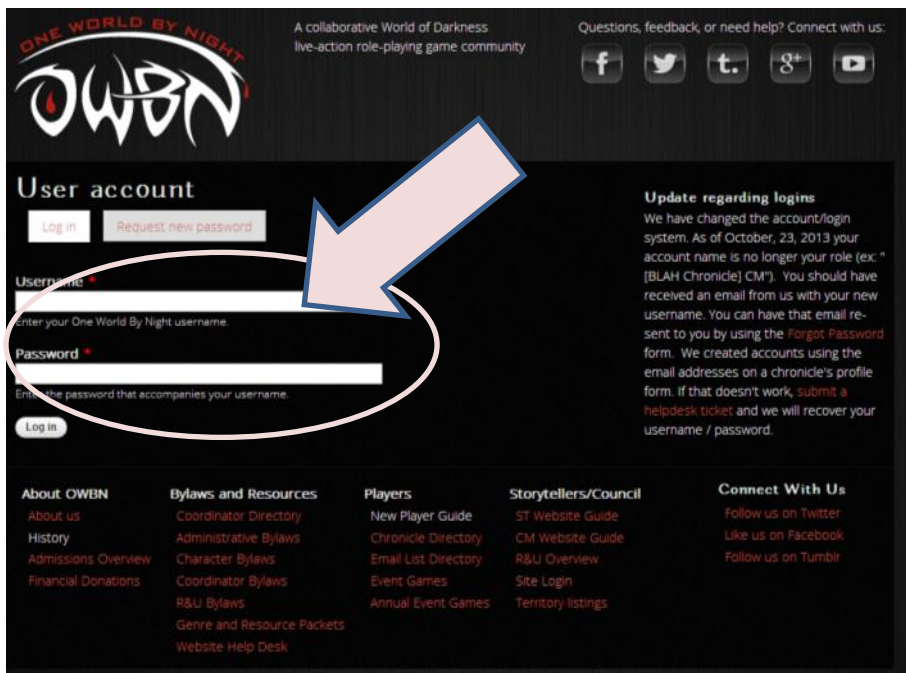 ONE WORLD BY NIGHT
OWBN
A collaborative World of Darkness
live-action role-playing game community
Questions, feedback, or need help? Connect with us:
f
t.
g+
User account
Log in
Request new password
Username *
Enter your One World By Night username.
Password *
Enter the password that accompanies your username.
Log in
Update regarding logins
We have changed the account/login
system. As of October, 23, 2013 your
account name is no longer your role (ex: "
[BLAH Chronicle] CM"). You should have
received an email from us with your new
username. You can have that email re-
sent to you by using the Forgot Password
form. We created accounts using the
email addresses on a chronicle's profile
form. If that doesn't work, submit a
helpdesk ticket and we will recover your
username / password.
About OWBN
About us
History
Admissions Overview
Financial Donations
Bylaws and Resources
Coordinator Directory
Administrative Bylaws
Character Bylaws
Coordinator Bylaws
R&U Bylaws
Genre and Resource Packets
Website Help Desk
Players
New Player Guide
Chronicle Directory
Email List Directory
Event Games
Annual Event Games
Storytellers/Council
ST Website Guide
CM Website Guide
R&U Overview
Site Login
Territory listings
Connect With Us
Follow us on Twitter
Like us on Facebook
Follow us on Tumblr